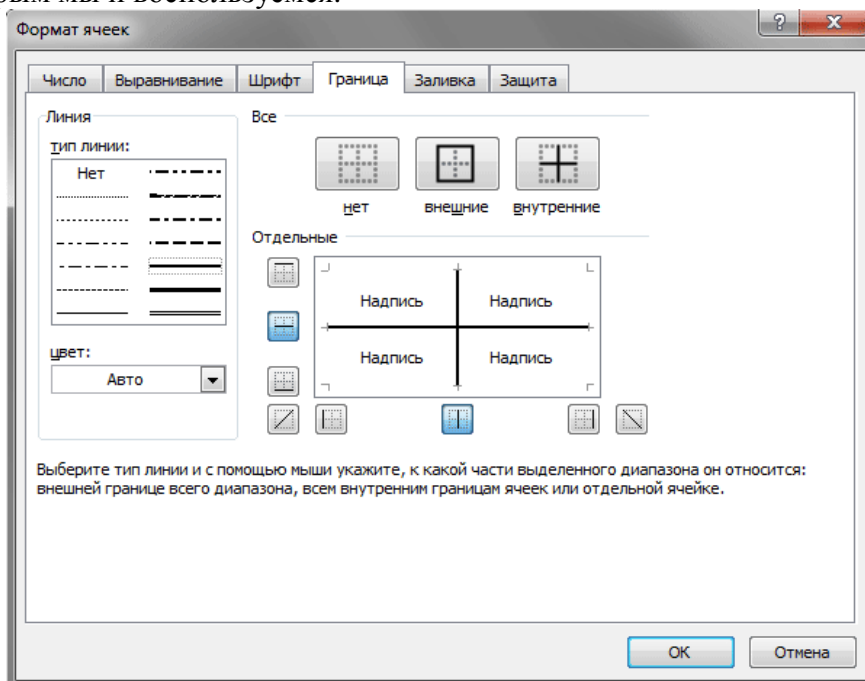 мы и воспользуемся.
Формат ячеек
Число Выравнивание Шрифт Граница Заливка Защита
Линия
тип линии:
Нет
цвет:
Авто
Все
нет внешние внутренние
Отдельные
Надпись Надпись
Надпись Надпись
Выберите тип линии и с помощью мыши укажите, к какой части выделенного диапазона он относится:
внешней границе всего диапазона, всем внутренним границам ячеек или отдельной ячейке.
ОК Отмена